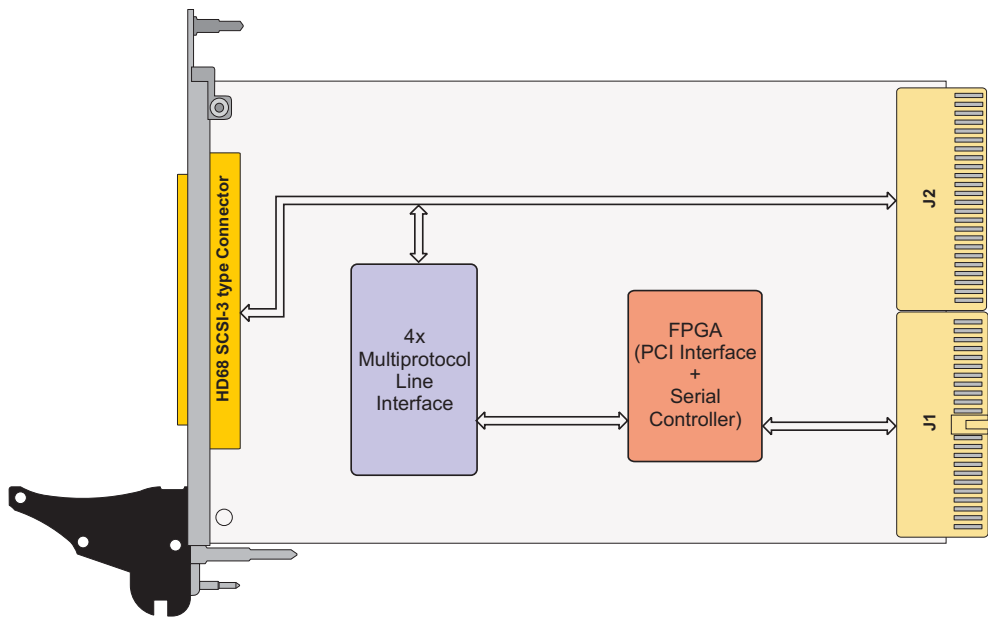 HD68 SCSI-3 type Connector
4x
Multiprotocol
Line
Interface
FPGA
(PCI Interface
+
Serial
Controller)
J2
J1